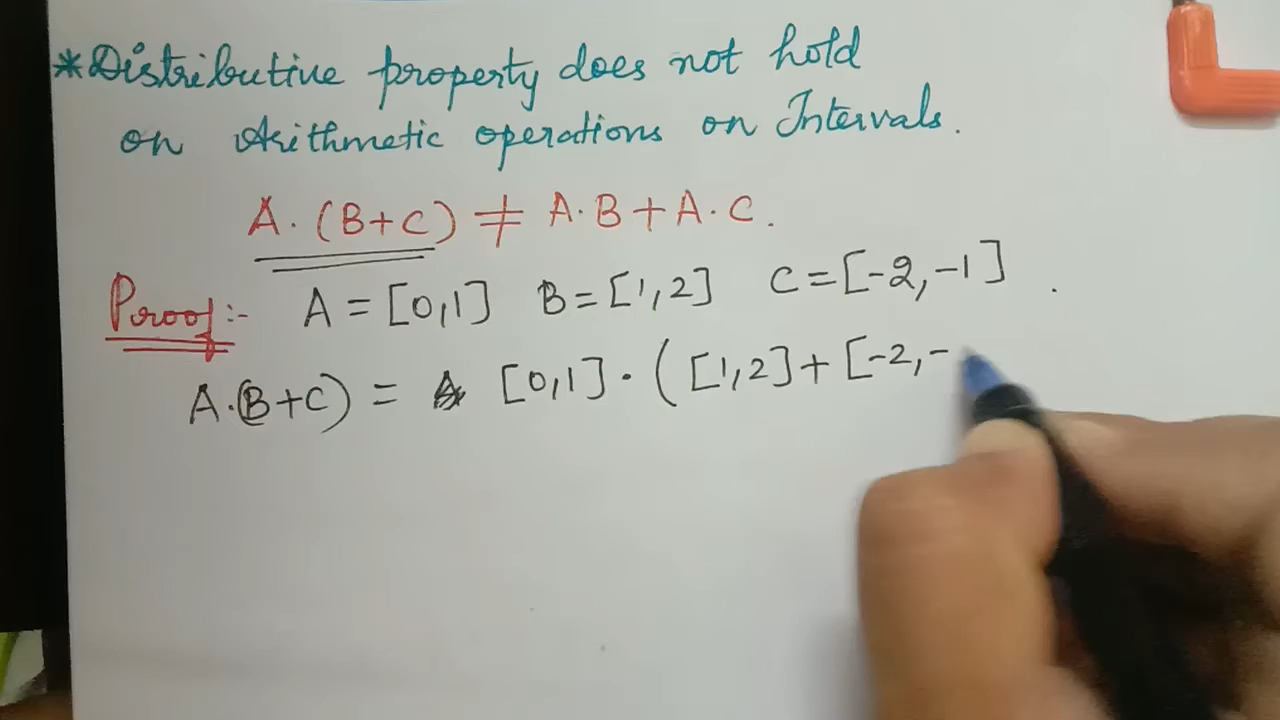 *Distributive property does not hold
on Arithmetic operations on Intervals.
A·(B+C) ≠ A·B+A·C.
Proof:- A=[0,1] B=[1,2] C=[-2,-1] .
A·(B+C) = [0,1]·([1,2]+[-2,-